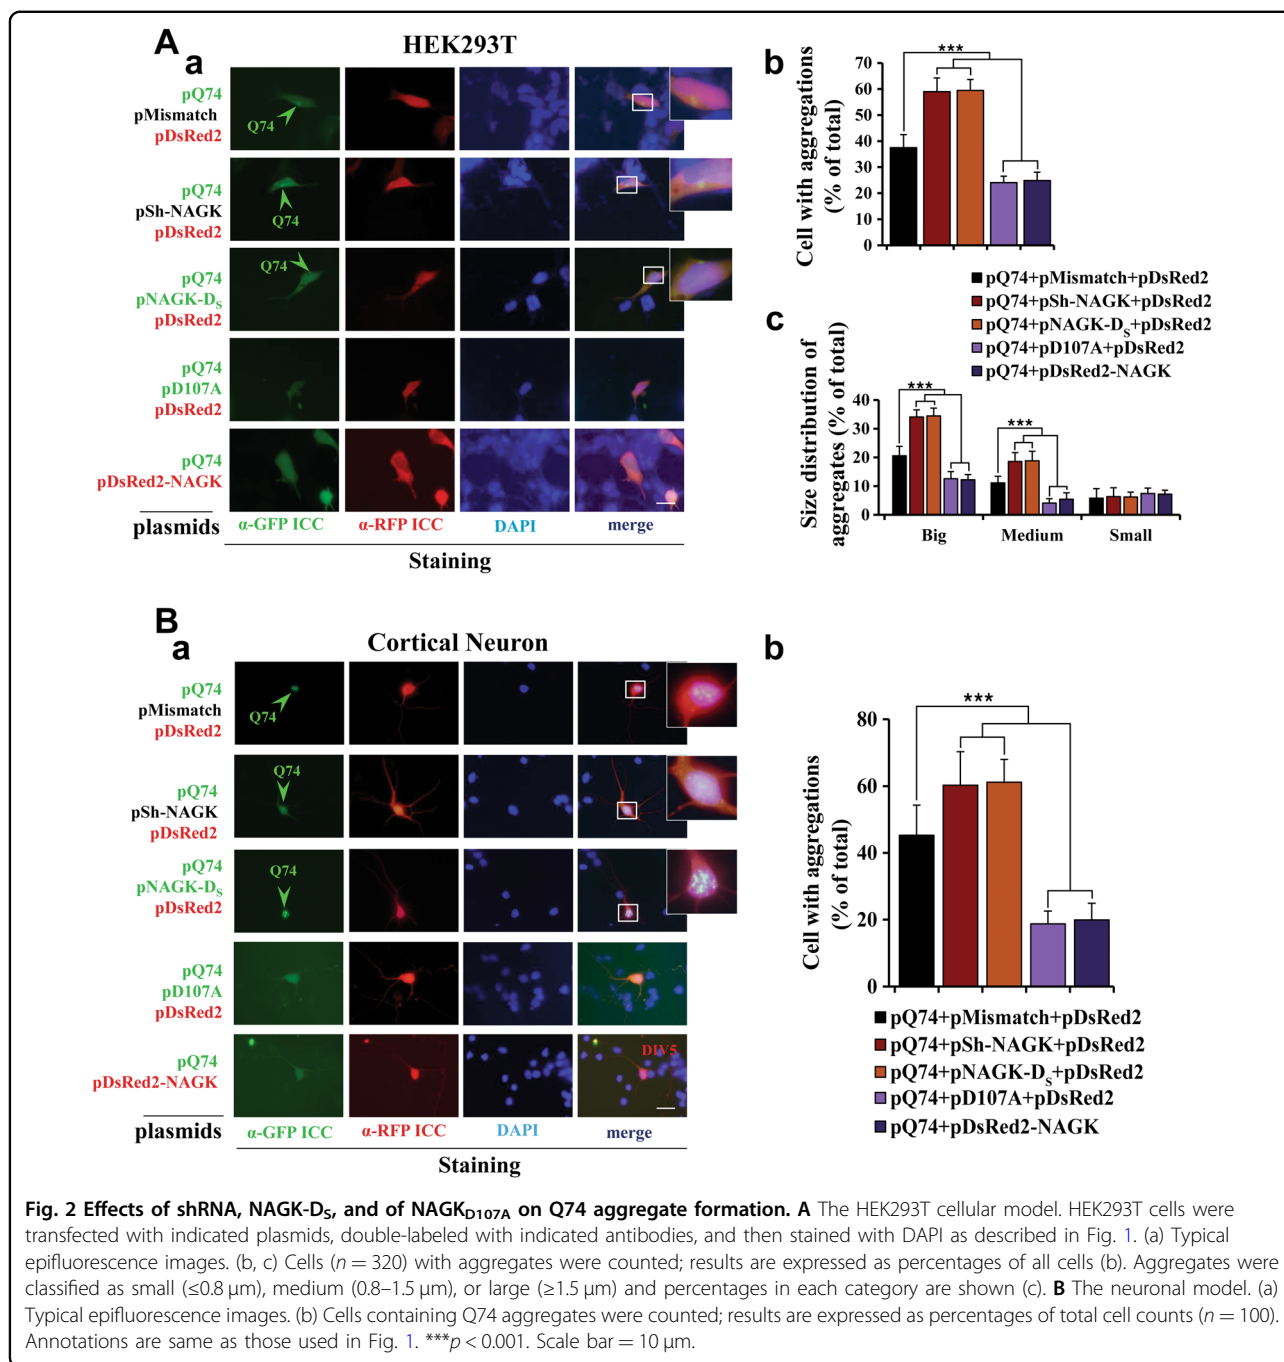 A
HEK293T
a
pQ74
pMismatch
pDsRed2
Q74
pQ74
pSh-NAGK
pDsRed2
Q74
pQ74
pNAGK-DS
pDsRed2
Q74
pQ74
pD107A
pDsRed2
pQ74
pDsRed2-NAGK
plasmids
α-GFP ICC
α-RFP ICC
DAPI
merge
Staining
b
Cell with aggregations
(% of total)
70
60
50
40
30
20
10
0
***
pQ74+pMismatch+pDsRed2
pQ74+pSh-NAGK+pDsRed2
pQ74+pNAGK-DS+pDsRed2
pQ74+pD107A+pDsRed2
pQ74+pDsRed2-NAGK
c
Size distribution of
aggregates (% of total)
40
30
20
10
0
***
***
Big
Medium
Small
B
Cortical Neuron
a
pQ74
pMismatch
pDsRed2
Q74
pQ74
pSh-NAGK
pDsRed2
Q74
pQ74
pNAGK-DS
pDsRed2
Q74
pQ74
pD107A
pDsRed2
pQ74
pDsRed2-NAGK
DIV5
plasmids
α-GFP ICC
α-RFP ICC
DAPI
merge
Staining
b
Cell with aggregations
(% of total)
80
60
40
20
0
***
pQ74+pMismatch+pDsRed2
pQ74+pSh-NAGK+pDsRed2
pQ74+pNAGK-DS+pDsRed2
pQ74+pD107A+pDsRed2
pQ74+pDsRed2-NAGK
Fig. 2 Effects of shRNA, NAGK-DS, and of NAGKD107A on Q74 aggregate formation. A The HEK293T cellular model. HEK293T cells were
transfected with indicated plasmids, double-labeled with indicated antibodies, and then stained with DAPI as described in Fig. 1. (a) Typical
epifluorescence images. (b, c) Cells (n = 320) with aggregates were counted; results are expressed as percentages of all cells (b). Aggregates were
classified as small (≤0.8 μm), medium (0.8–1.5 μm), or large (≥1.5 μm) and percentages in each category are shown (c). B The neuronal model. (a)
Typical epifluorescence images. (b) Cells containing Q74 aggregates were counted; results are expressed as percentages of total cell counts (n = 100).
Annotations are same as those used in Fig. 1. ***p < 0.001. Scale bar = 10 μm.